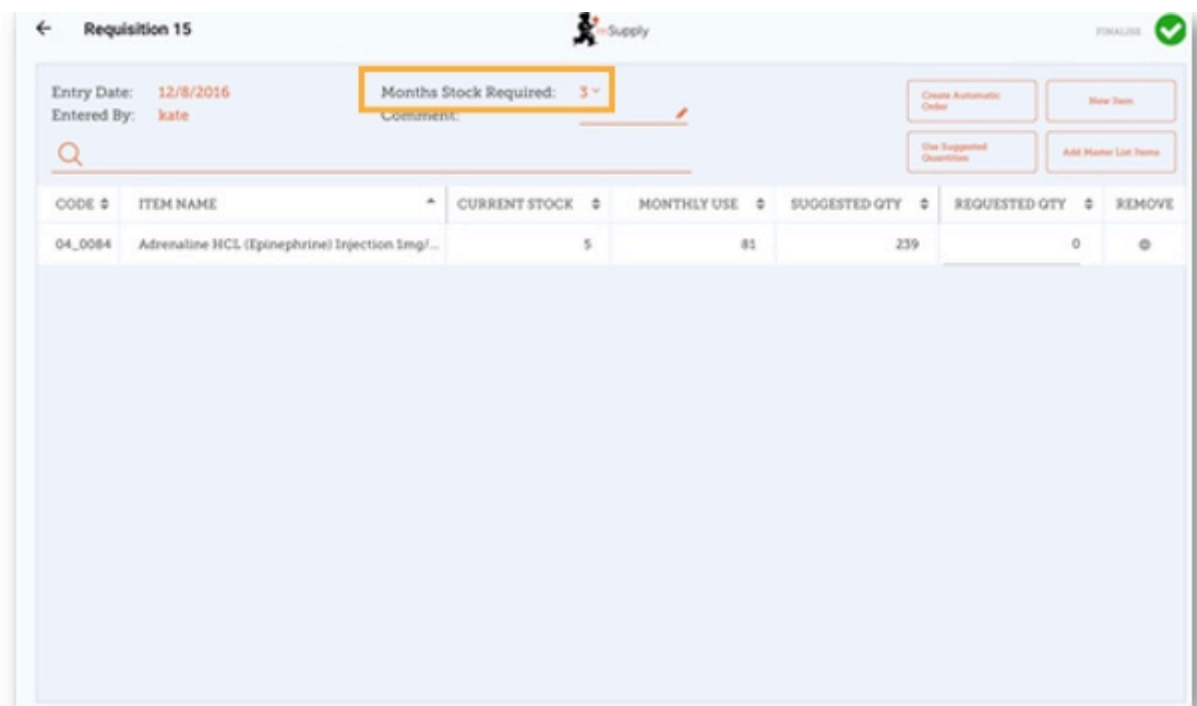 Requisition 15
mSupply
FINALISE
Entry Date: 12/8/2016
Months Stock Required: 3
Entered By: kate
Comment:
Create Automatic Order
New Item
Use Suggested Quantities
Add Master List Items
CODE ITEM NAME CURRENT STOCK MONTHLY USE SUGGESTED QTY REQUESTED QTY REMOVE
04_0084 Adrenaline HCL (Epinephrine) Injection 1mg/... 5 81 239 0